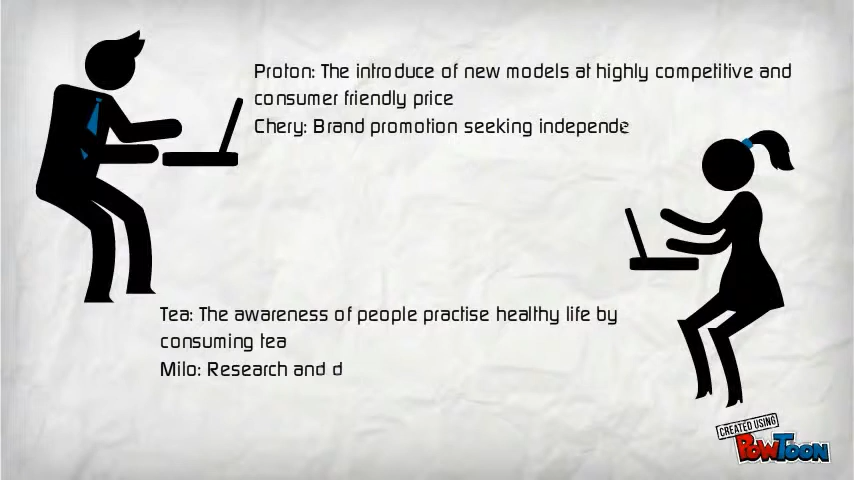 Proton: The introduce of new models at highly competitive and
consumer friendly price
Chery: Brand promotion seeking independe
Tea: The awareness of people practise healthy life by
consuming tea
Milo: Research and d
CREATED USING
POWTOON